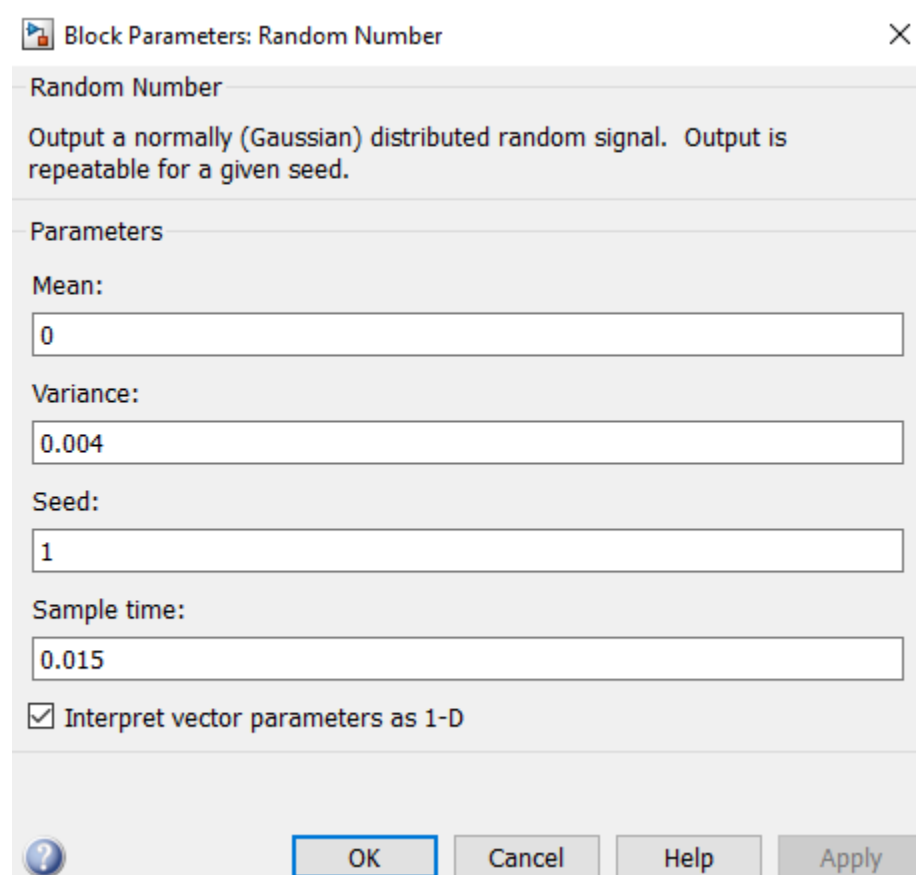 Block Parameters: Random Number
Random Number
Output a normally (Gaussian) distributed random signal.  Output is
repeatable for a given seed.
Parameters
Mean:
0
Variance:
0.004
Seed:
1
Sample time:
0.015
Interpret vector parameters as 1-D
OK Cancel Help Apply